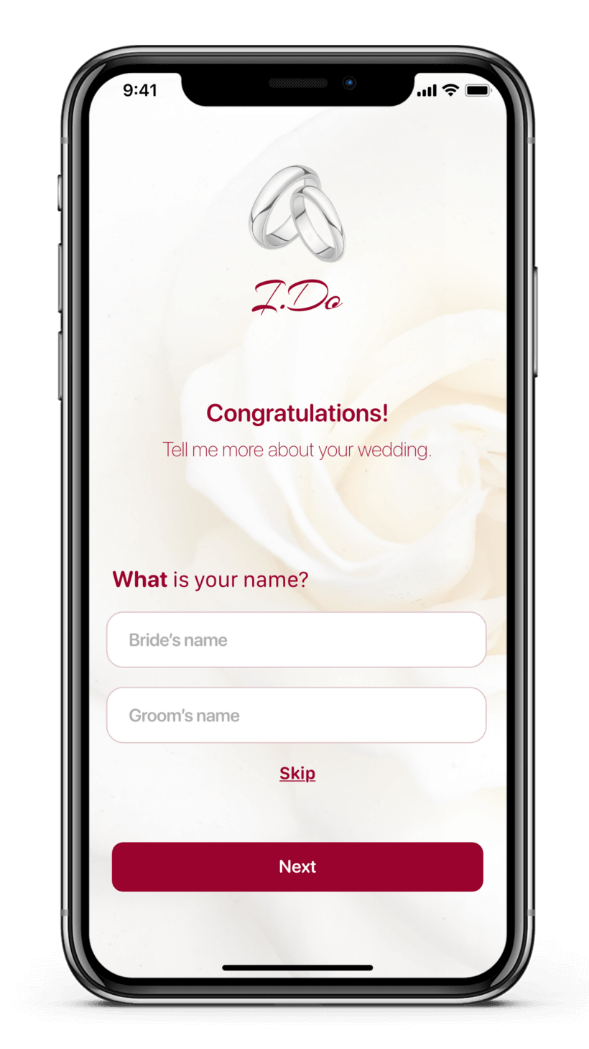 9:41
I.Do
Congratulations!
Tell me more about your wedding.
What is your name?
Bride's name
Groom's name
Skip
Next